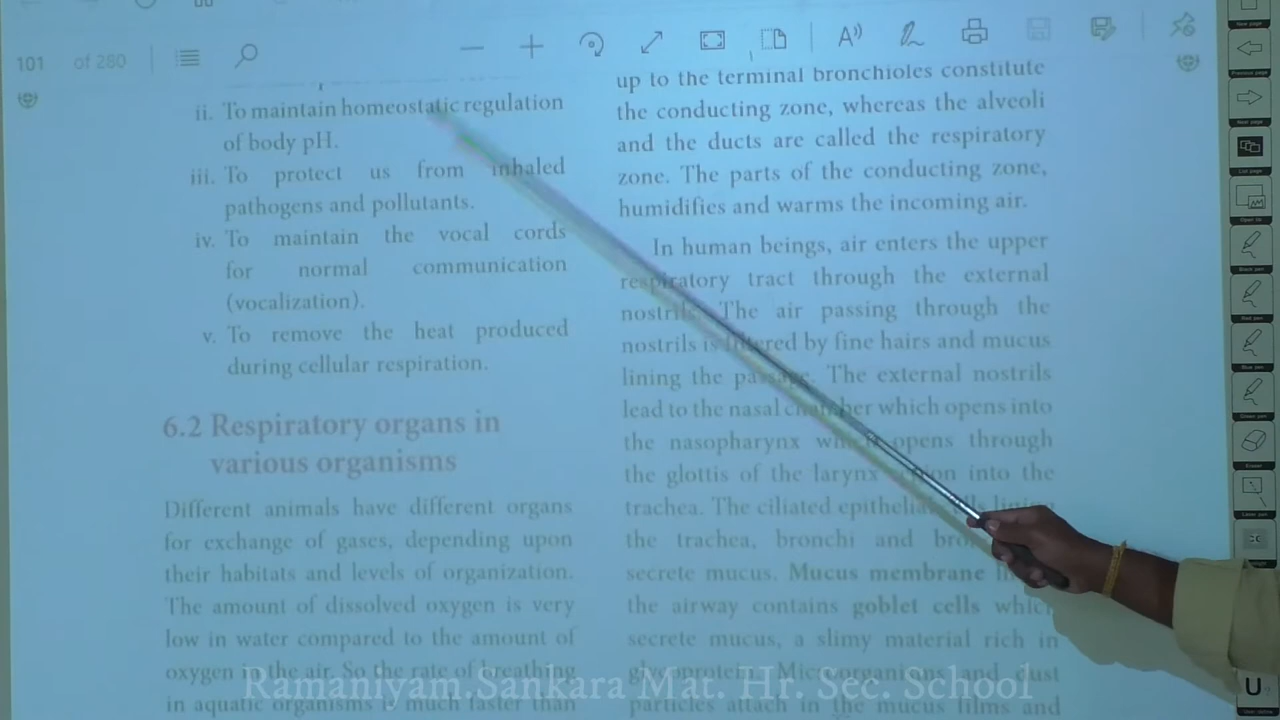 101 of 280
ii. To maintain homeostatic regulation
of body pH.
iii. To protect us from inhaled
pathogens and pollutants.
iv. To maintain the vocal cords
for normal communication
(vocalization).
v. To remove the heat produced
during cellular respiration.
6.2 Respiratory organs in
various organisms
Different animals have different organs
for exchange of gases, depending upon
their habitats and levels of organization.
The amount of dissolved oxygen is very
low in water compared to the amount of
oxygen in the air. So the rate of breathing
in aquatic organisms is much faster than
up to the terminal bronchioles constitute
the conducting zone, whereas the alveoli
and the ducts are called the respiratory
zone. The parts of the conducting zone,
humidifies and warms the incoming air.
In human beings, air enters the upper
respiratory tract through the external
nostrils. The air passing through the
nostrils is filtered by fine hairs and mucus
lining the passage. The external nostrils
lead to the nasal chamber which opens into
the nasopharynx which opens through
the glottis of the larynx into the
trachea. The ciliated lining
the trachea, bronchi and
secrete mucus. Mucus membrane
the airway contains goblet cells which
secrete mucus, a slimy material rich in
glycoprotein. Microorganisms and dust
particles attach in the mucus films and
Ramaniyam.Sankara Mat. Hr. Sec. School
New page
Previous page
Next page